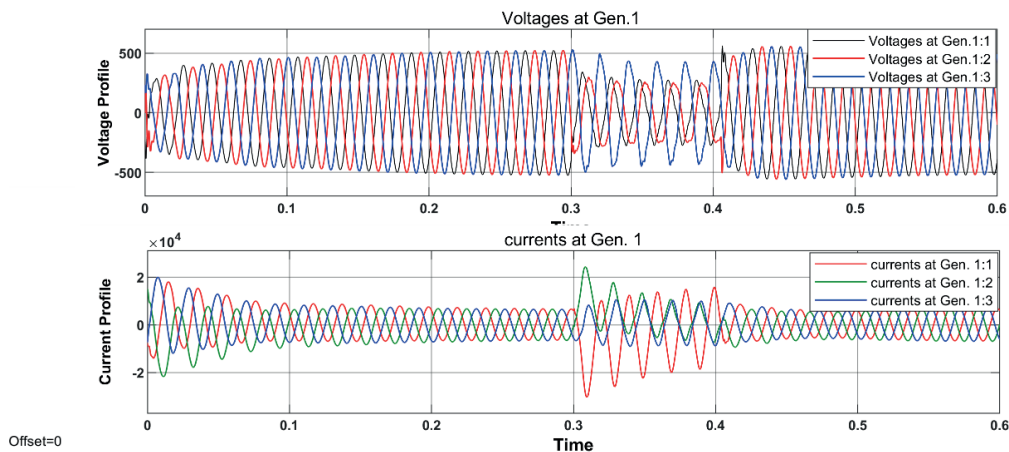 Voltages at Gen.1
Voltage Profile
500
0
-500
Voltages at Gen.1:1
Voltages at Gen.1:2
Voltages at Gen.1:3
0 0.1 0.2 0.3 0.4 0.5 0.6
Time
×10⁴
currents at Gen. 1
Current Profile
2
0
-2
currents at Gen. 1:1
currents at Gen. 1:2
currents at Gen. 1:3
0 0.1 0.2 0.3 0.4 0.5 0.6
Time
Offset=0